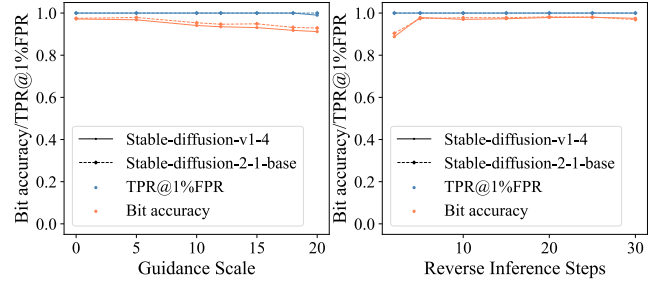 Bit accuracy/TPR@1%FPR
1.0
0.8
0.6
0.4
0.2
0.0
Stable-diffusion-v1-4
Stable-diffusion-2-1-base
TPR@1%FPR
Bit accuracy
0 5 10 15 20
Guidance Scale
Bit accuracy/TPR@1%FPR
1.0
0.8
0.6
0.4
0.2
0.0
Stable-diffusion-v1-4
Stable-diffusion-2-1-base
TPR@1%FPR
Bit accuracy
10 20 30
Reverse Inference Steps